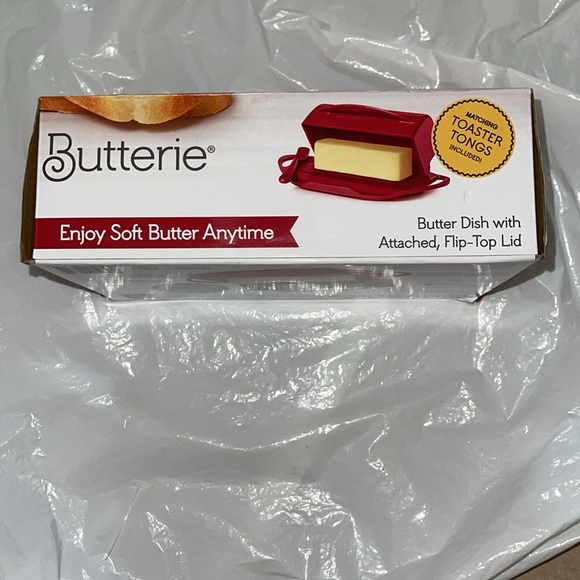 Butterie®
MATCHING
TOASTER
TONGS
INCLUDED!
Enjoy Soft Butter Anytime
Butter Dish with
Attached, Flip-Top Lid